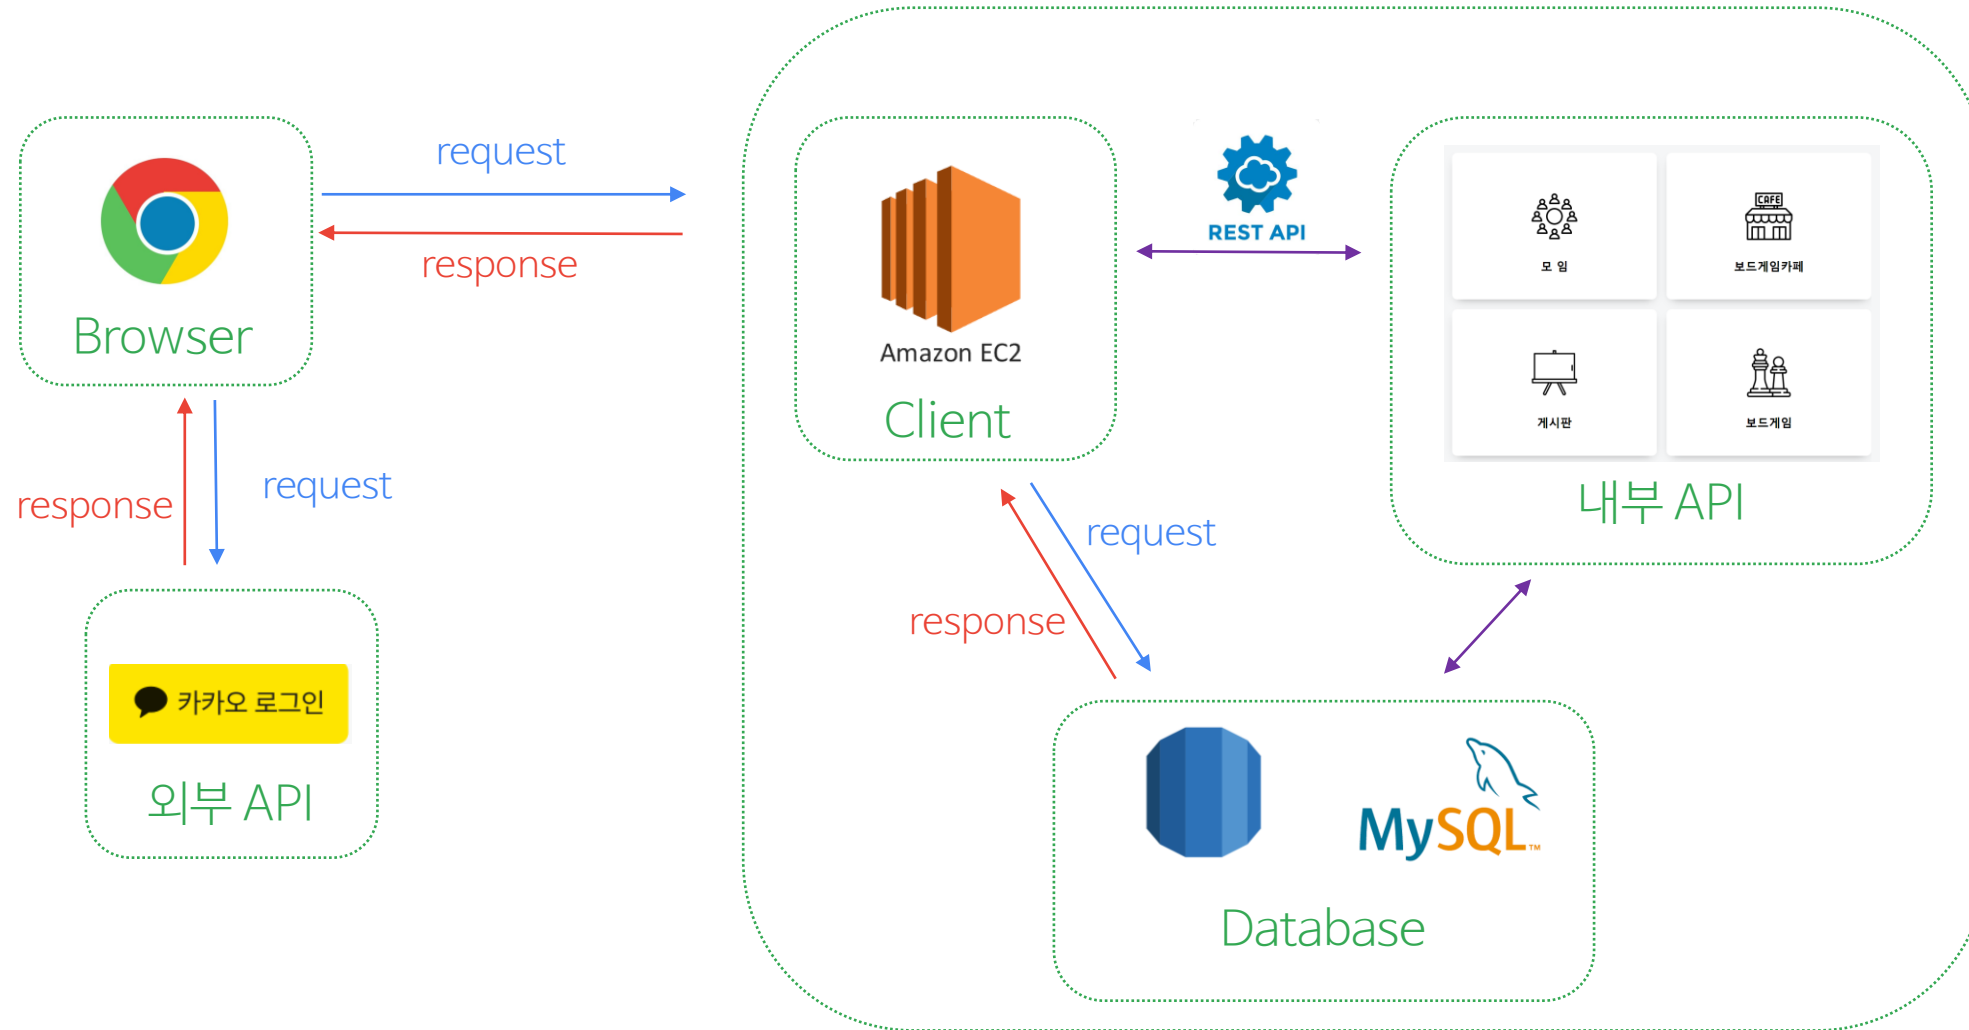 request
response
Browser
request
response
카카오 로그인
외부 API
Amazon EC2
Client
REST API
모 임
CAFE
보드게임카페
게시판
보드게임
내부 API
request
response
MySQL™
Database